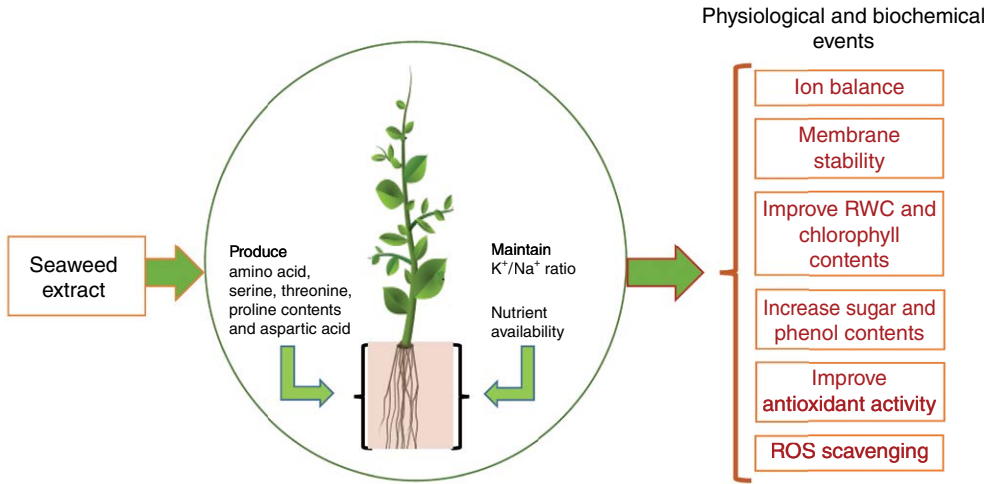 Seaweed
extract
Produce
amino acid,
serine, threonine,
proline contents
and aspartic acid
Maintain
K⁺/Na⁺ ratio
Nutrient
availability
Physiological and biochemical
events
Ion balance
Membrane
stability
Improve RWC and
chlorophyll
contents
Increase sugar and
phenol contents
Improve
antioxidant activity
ROS scavenging